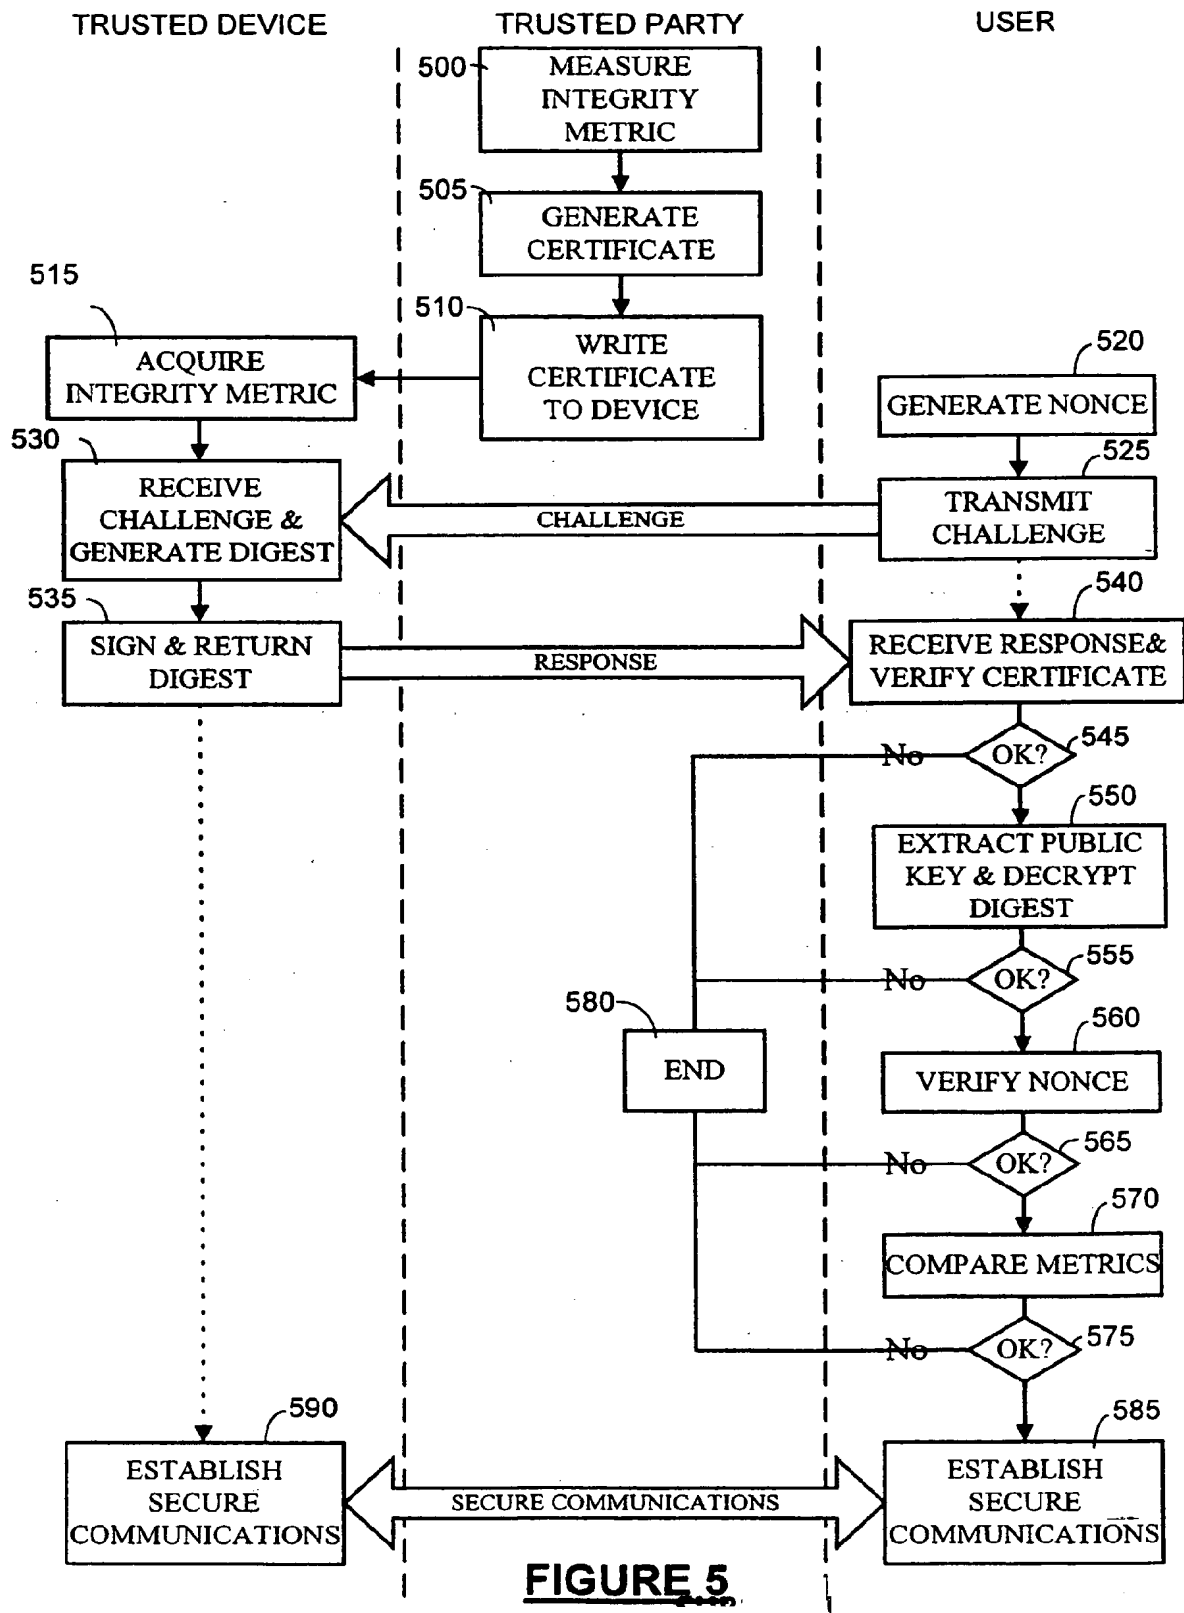 TRUSTED DEVICE
TRUSTED PARTY
USER
500
MEASURE
INTEGRITY
METRIC
505
GENERATE
CERTIFICATE
510
WRITE
CERTIFICATE
TO DEVICE
515
ACQUIRE
INTEGRITY METRIC
520
GENERATE NONCE
525
TRANSMIT
CHALLENGE
CHALLENGE
530
RECEIVE
CHALLENGE &
GENERATE DIGEST
535
SIGN & RETURN
DIGEST
RESPONSE
540
RECEIVE RESPONSE&
VERIFY CERTIFICATE
545
OK?
No
550
EXTRACT PUBLIC
KEY & DECRYPT
DIGEST
555
OK?
No
580
END
560
VERIFY NONCE
565
OK?
No
570
COMPARE METRICS
575
OK?
No
590
ESTABLISH
SECURE
COMMUNICATIONS
SECURE COMMUNICATIONS
585
ESTABLISH
SECURE
COMMUNICATIONS
FIGURE 5